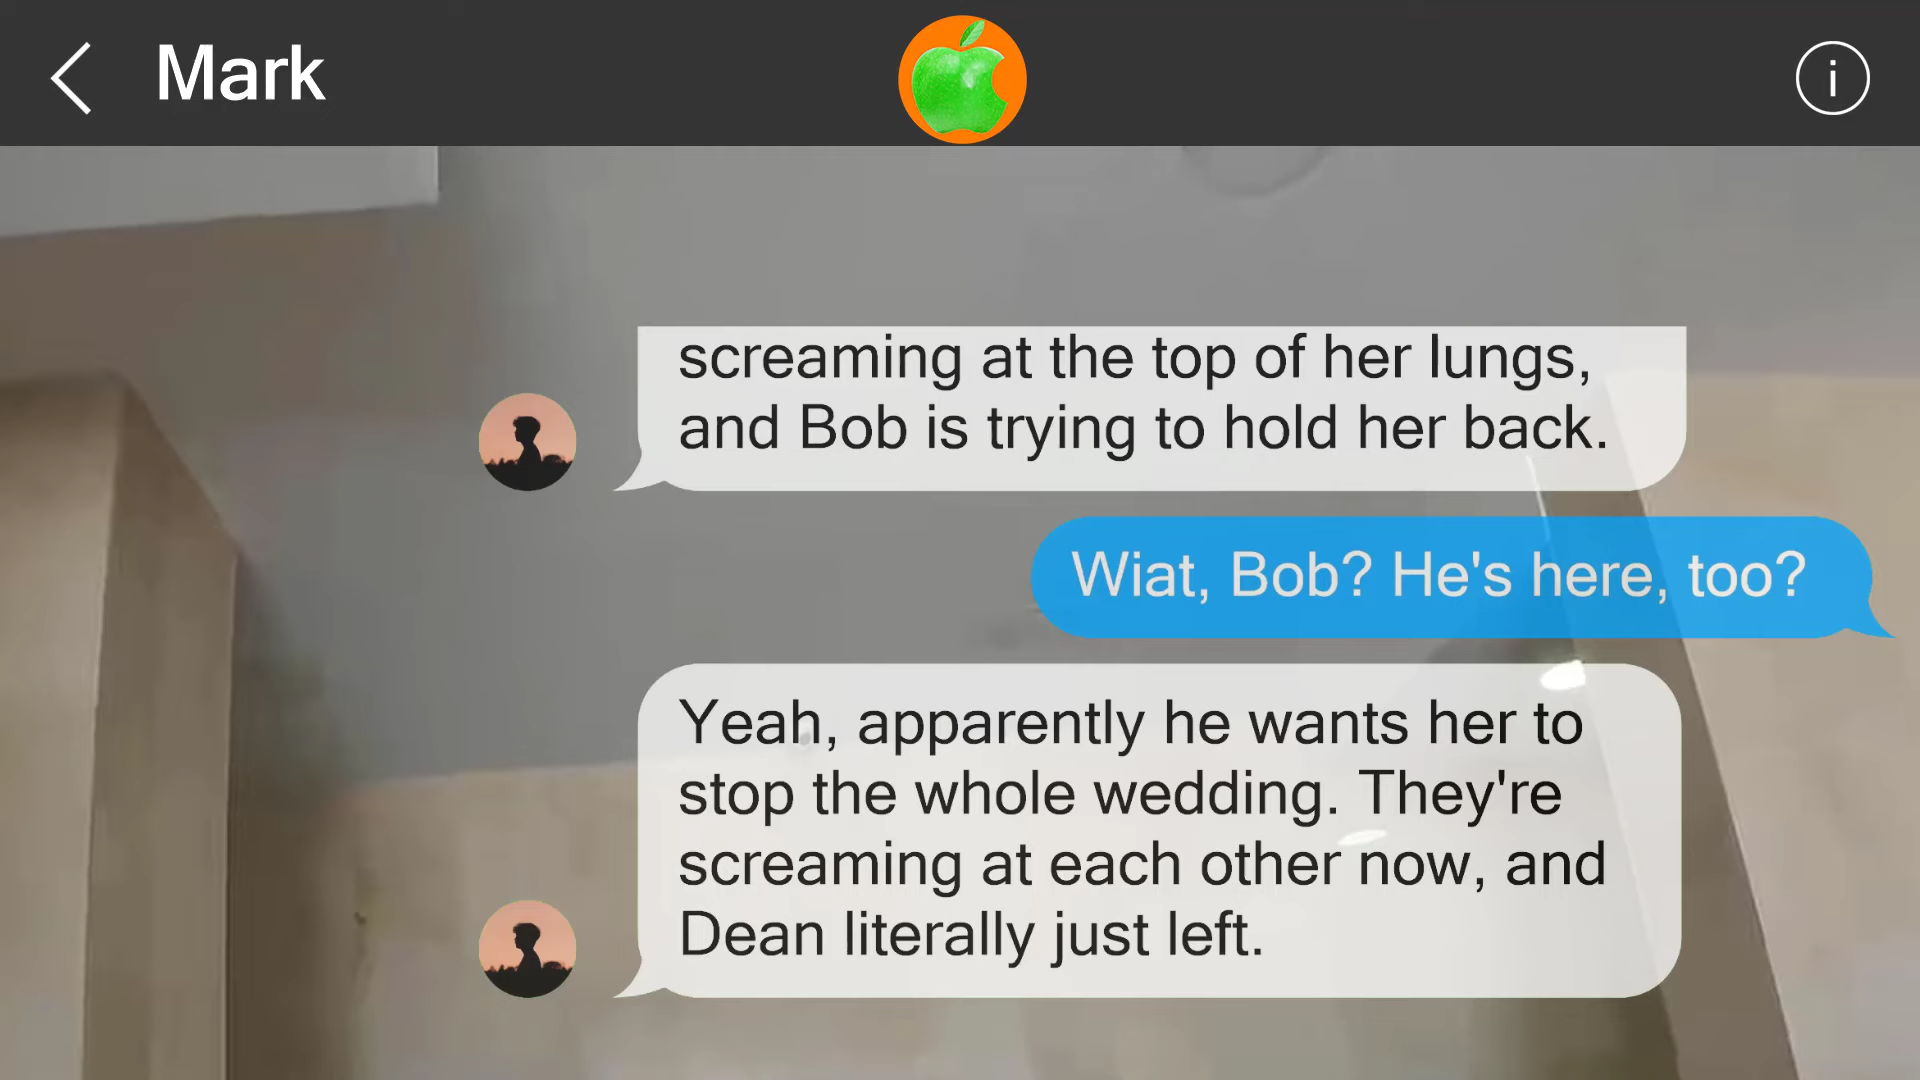 Mark
i
screaming at the top of her lungs,
and Bob is trying to hold her back.
Wiat, Bob? He's here, too?
Yeah, apparently he wants her to
stop the whole wedding. They're
screaming at each other now, and
Dean literally just left.